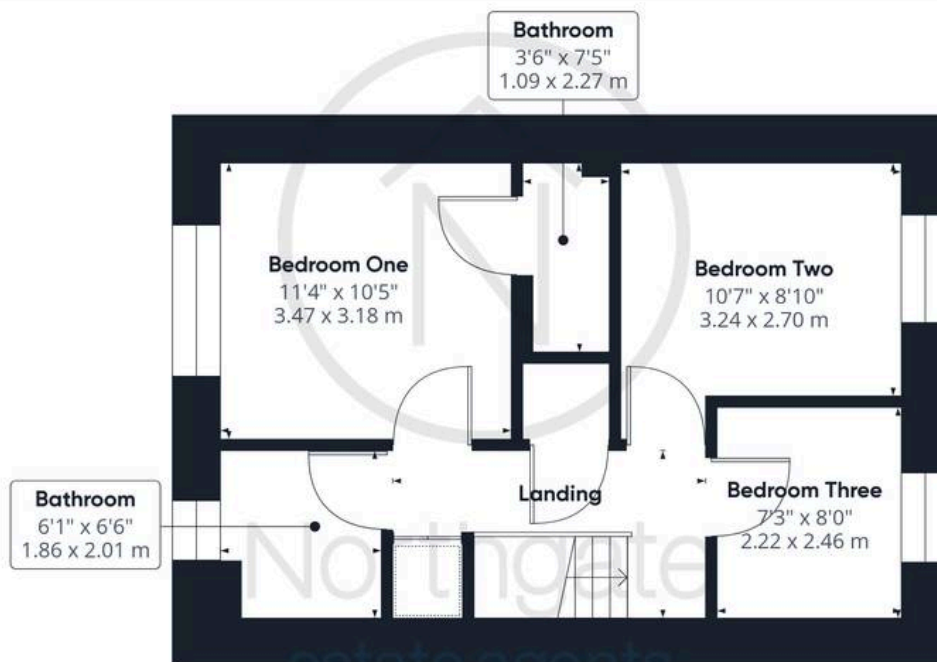 Bathroom
3'6" x 7'5"
1.09 x 2.27 m
Bedroom One
11'4" x 10'5"
3.47 x 3.18 m
Bedroom Two
10'7" x 8'10"
3.24 x 2.70 m
Landing
Bedroom Three
7'3" x 8'0"
2.22 x 2.46 m
Bathroom
6'1" x 6'6"
1.86 x 2.01 m
N
Northgate
estate agents